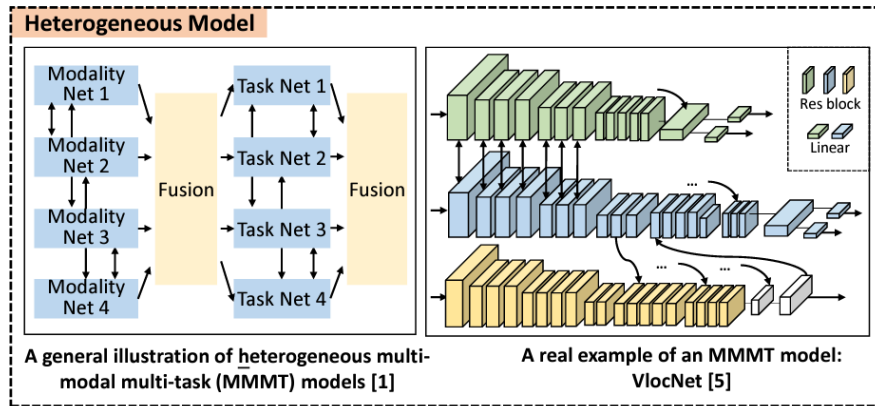 Heterogeneous Model
Modality
Net 1
Modality
Net 2
Modality
Net 3
Modality
Net 4
Fusion
Task Net 1
Task Net 2
Task Net 3
Task Net 4
Fusion
Res block
Linear
...
...
...
A general illustration of heterogeneous multi-
modal multi-task (MMMT) models [1]
A real example of an MMMT model:
VlocNet [5]